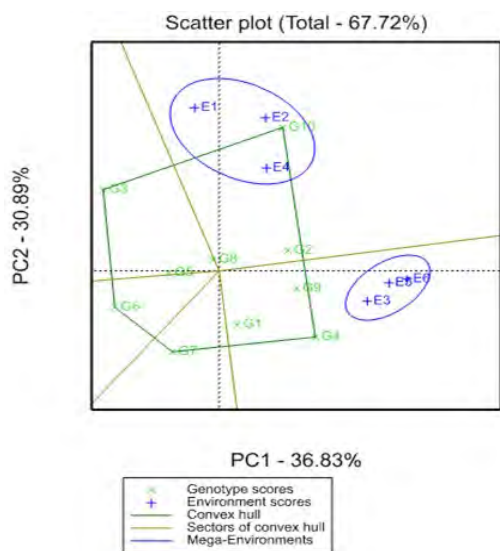 Scatter plot (Total - 67.72%)
PC2 - 30.89%
E1
E2
G10
E4
G3
G8
G2
G5
E6
G9
E3
G6
G1
G4
G7
PC1 - 36.83%
Genotype scores
Environment scores
Convex hull
Sectors of convex hull
Mega-Environments